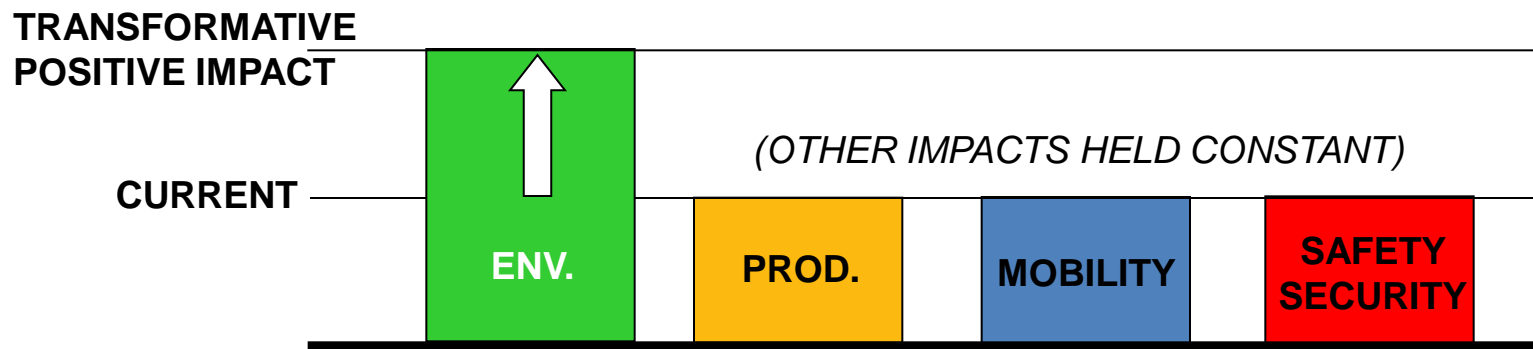 TRANSFORMATIVE
POSITIVE IMPACT
(OTHER IMPACTS HELD CONSTANT)
CURRENT
ENV.
PROD.
MOBILITY
SAFETY
SECURITY